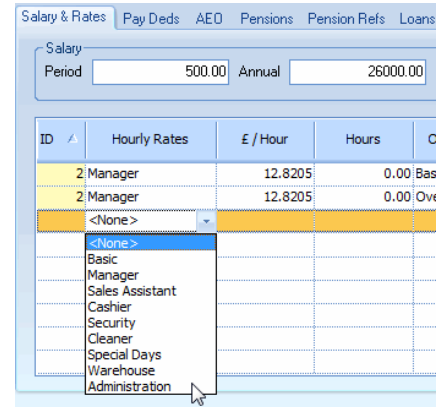 Salary & Rates Pay Deds AEO Pensions Pension Refs Loans
Salary
Period 500.00 Annual 26000.00
ID Hourly Rates £ / Hour Hours
2 Manager 12.8205 0.00 Bas
2 Manager 12.8205 0.00 Ove
<None>
<None>
Basic
Manager
Sales Assistant
Cashier
Security
Cleaner
Special Days
Warehouse
Administration